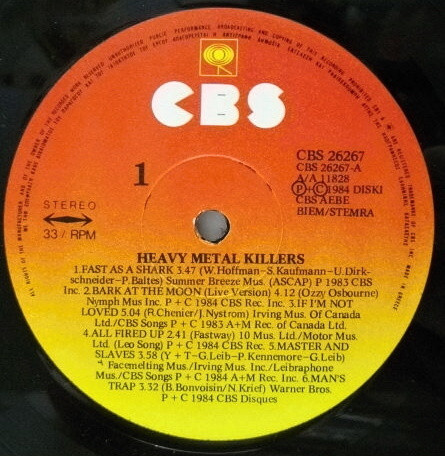 CBS
1
CBS 26267
CBS 26267-A
A/A 11828
P+C 1984 DISKI
CBS AEBE
BIEM/STEMRA
STEREO
33 / RPM
HEAVY METAL KILLERS
1.FAST AS A SHARK 3.47 (W.Hoffman-S.Kaufmann-U.Dirk-
schneider-P.Baltes) Summer Breeze Mus. (ASCAP) P 1983 CBS
Inc. 2.BARK AT THE MOON (Live Version) 4.12 (Ozzy Osbourne)
Nymph Mus Inc. P + C 1984 CBS Rec. Inc. 3.IF I'M NOT
LOVED 5.04 (R.Chenier/J.Nystrom) Irving Mus. Of Canada
Ltd./CBS Songs P + C 1983 A+M Rec. of Canada Ltd.
4.ALL FIRED UP 2.41 (Fastway) 10 Mus. Ltd./Motor Mus.
Ltd. (Leo Song) P + C 1984 CBS Rec. 5.MASTER AND
SLAVES 3.58 (Y + T-G.Leib-P.Kennemore-G.Leib)
Facemelting Mus./Irving Mus. Inc./Leibraphone
Mus./CBS Songs P + C 1984 A+M Rec. Inc. 6.MAN'S
TRAP 3.32 (B.Bonvoisin/N.Krief) Warner Bros.
P + C 1984 CBS Disques